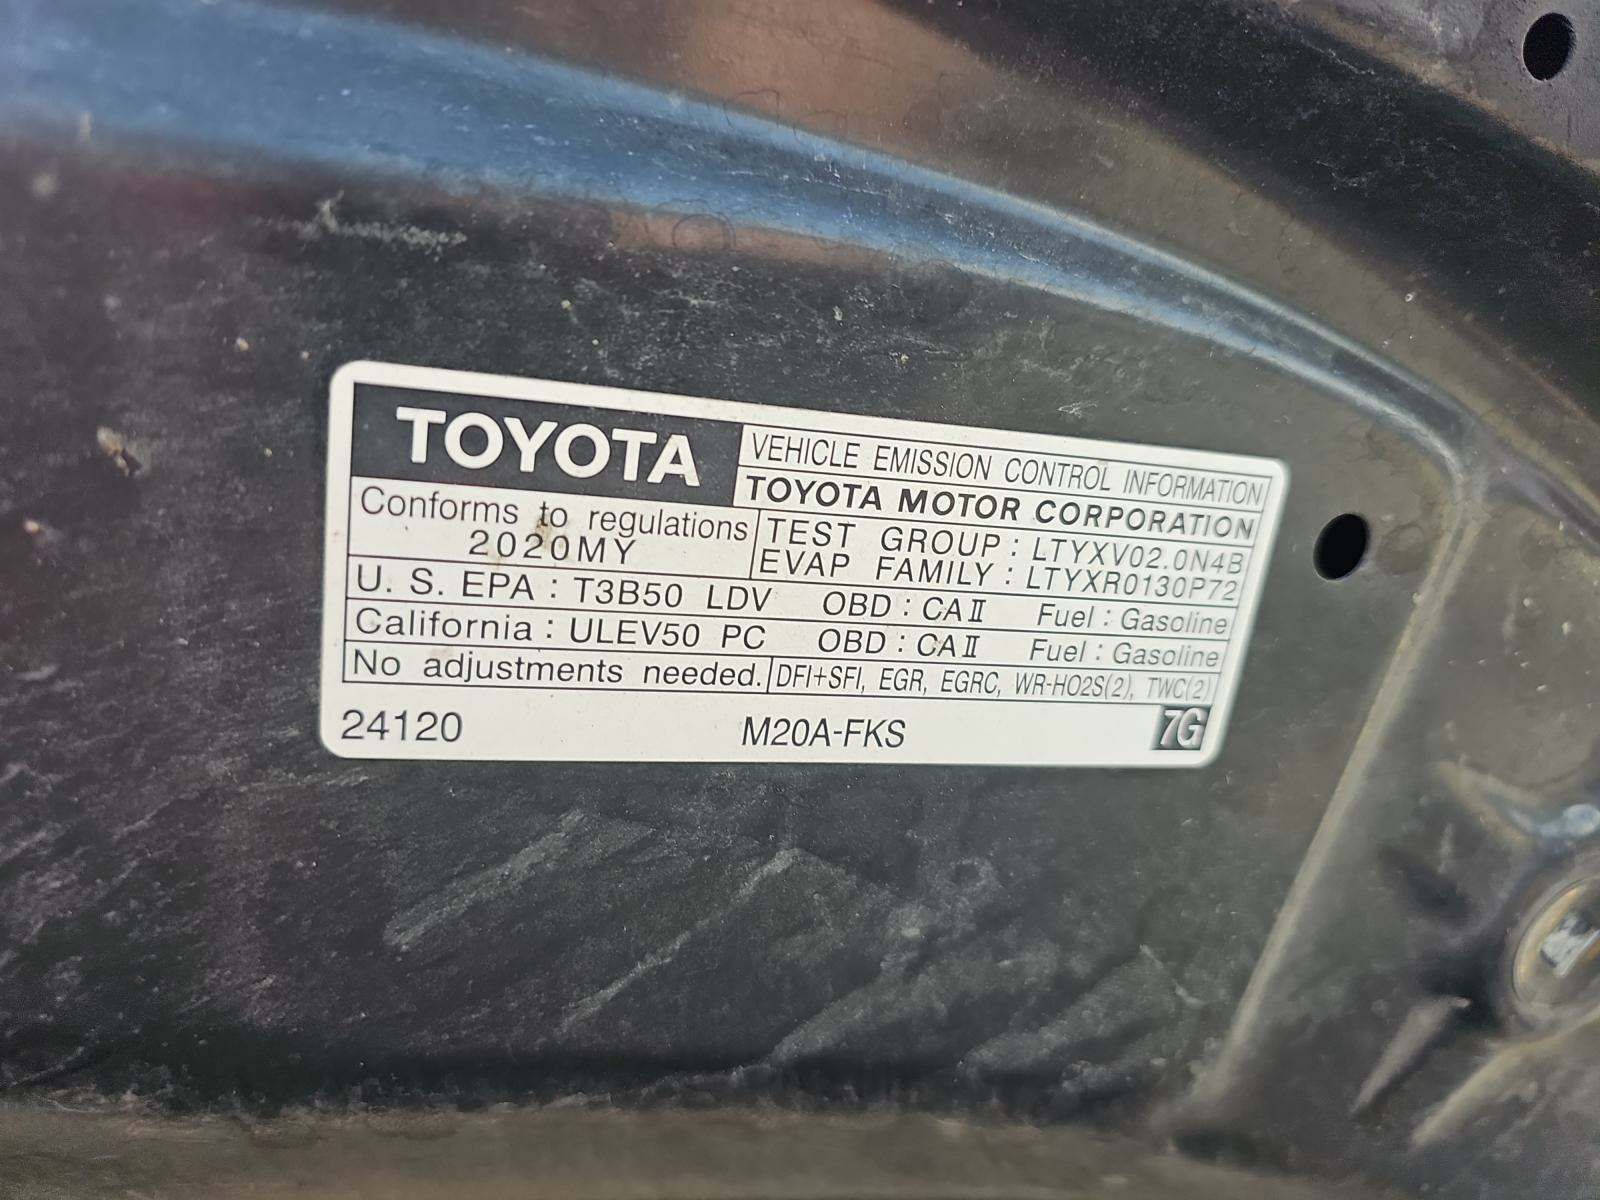 TOYOTA
VEHICLE EMISSION CONTROL INFORMATION
TOYOTA MOTOR CORPORATION
Conforms to regulations
2020MY
TEST GROUP : LTYXV02.0N4B
EVAP FAMILY : LTYXR0130P72
U. S. EPA : T3B50 LDV OBD : CAⅡ Fuel : Gasoline
California : ULEV50 PC OBD : CAⅡ Fuel : Gasoline
No adjustments needed. DFI+SFI, EGR, EGRC, WR-HO2S(2), TWC(2)
24120 M20A-FKS 7G